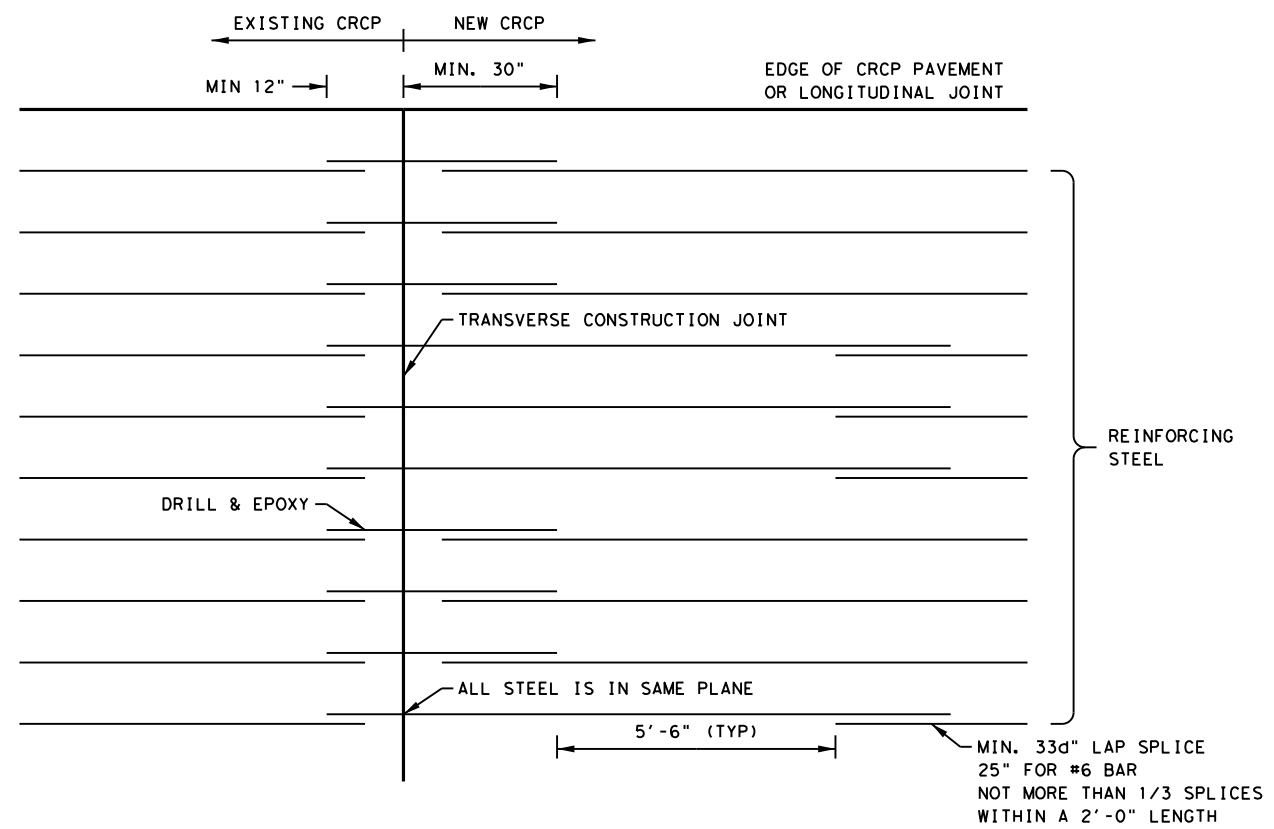 EXISTING CRCP
NEW CRCP
MIN 12"
MIN. 30"
EDGE OF CRCP PAVEMENT
OR LONGITUDINAL JOINT
TRANSVERSE CONSTRUCTION JOINT
REINFORCING
STEEL
DRILL & EPOXY
ALL STEEL IS IN SAME PLANE
5'-6" (TYP)
MIN. 33d" LAP SPLICE
25" FOR #6 BAR
NOT MORE THAN 1/3 SPLICES
WITHIN A 2'-0" LENGTH